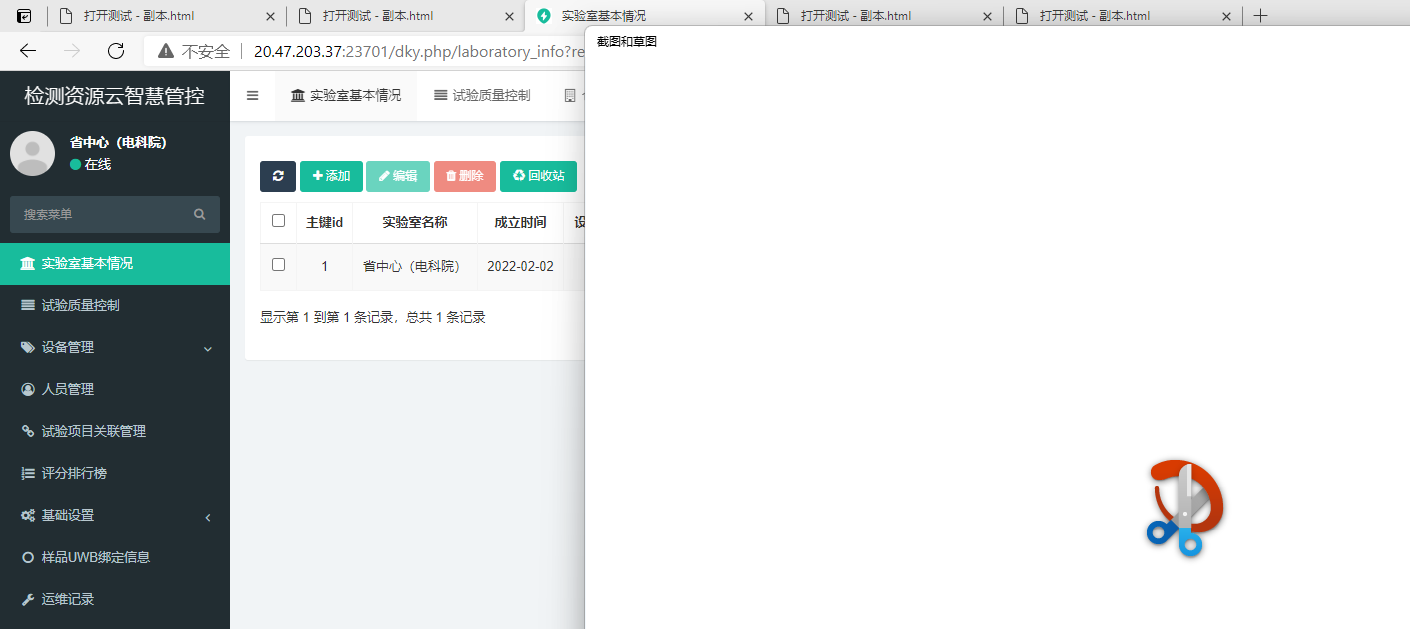 打开测试 - 副本.html
打开测试 - 副本.html
实验室基本情况
打开测试 - 副本.html
打开测试 - 副本.html
不安全
20.47.203.37:23701/dky.php/laboratory_info?re
截图和草图
检测资源云智慧管控
省中心（电科院）
在线
搜索菜单
实验室基本情况
试验质量控制
设备管理
人员管理
试验项目关联管理
评分排行榜
基础设置
样品UWB绑定信息
运维记录
实验室基本情况
试验质量控制
添加
编辑
删除
回收站
主键id 实验室名称 成立时间 设
1 省中心（电科院） 2022-02-02
显示第 1 到第 1 条记录，总共 1 条记录